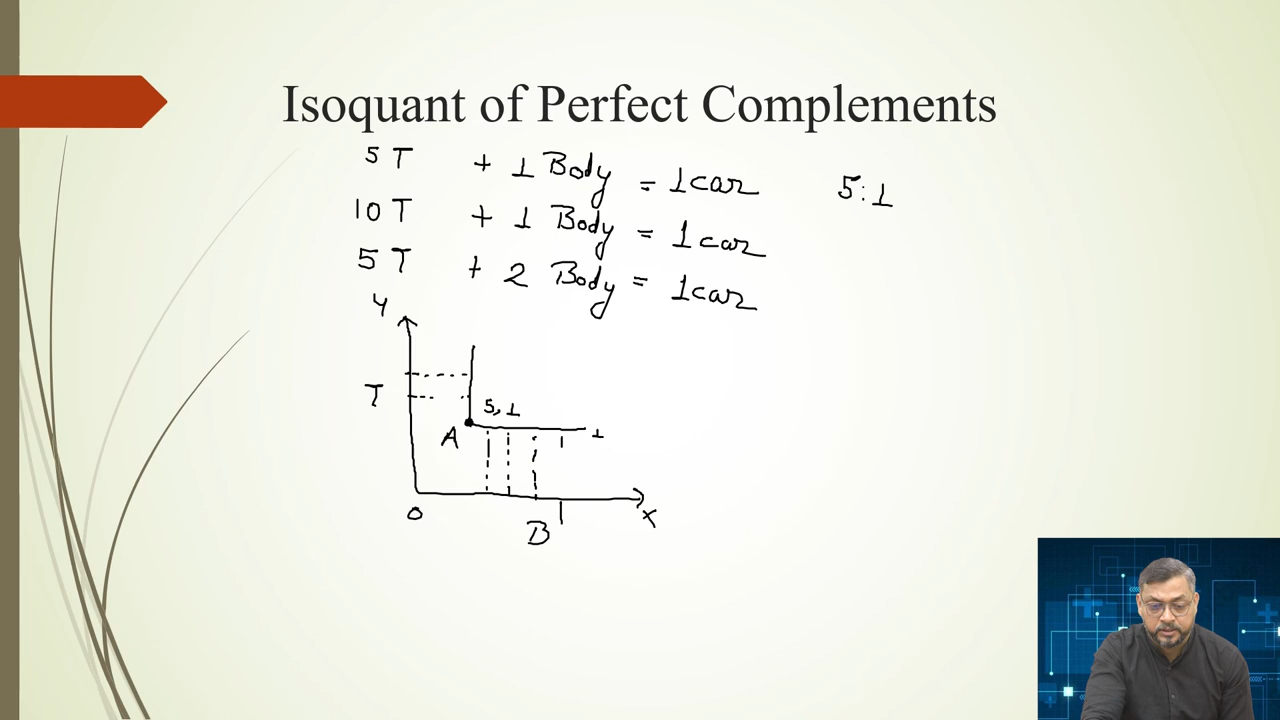 Isoquant of Perfect Complements
5 T + 1 Body = 1 car 5:1
10 T + 1 Body = 1 car
5 T + 2 Body = 1 car
Y
T
5, 1
A
1
O
B
X